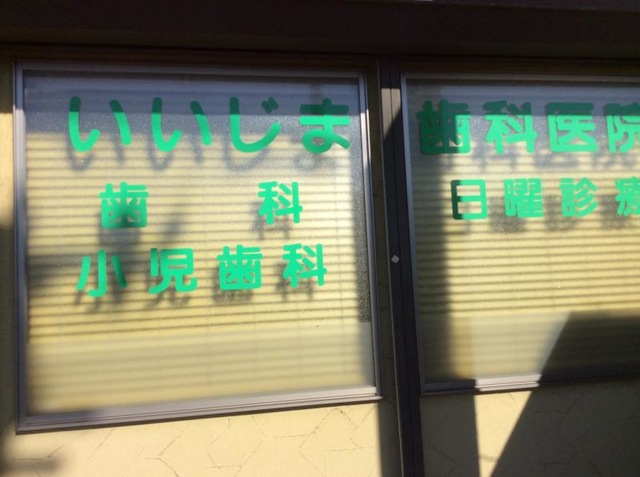 いいじま歯科医院
歯科 日曜診療
小児歯科